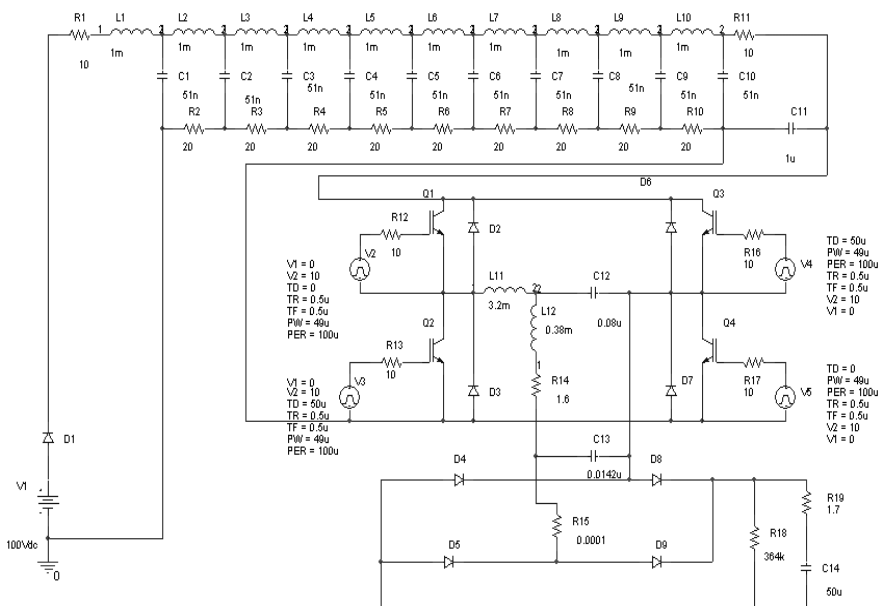 R1 L1 L2 L3 L4 L5 L6 L7 L8 L9 L10 R11
1 2 2 2 2 2 2 2 2 2 2
10 1m 1m 1m 1m 1m 1m 1m 1m 1m 1m 10
C1 C2 C3 C4 C5 C6 C7 C8 C9 C10
51n 51n 51n 51n 51n 51n 51n 51n 51n 51n
R2 R3 R4 R5 R6 R7 R8 R9 R10 C11
20 20 20 20 20 20 20 20 20 1u
D6
Q1 Q3
R12 D2
10
V2
R16
10
V4
V1 = 0
V2 = 10
TD = 0
TR = 0.5u
TF = 0.5u
PW = 49u
PER = 100u
TD = 50u
PW = 49u
PER = 100u
TR = 0.5u
TF = 0.5u
V2 = 10
V1 = 0
L11 C12
3.2m 2 2 0.08u
L12
0.38m
1
Q2 Q4
R13
10
V3
R14
1.6
R17
10
V5
D3 D7
V1 = 0
V2 = 10
TD = 50u
TR = 0.5u
TF = 0.5u
PW = 49u
PER = 100u
TD = 0
PW = 49u
PER = 100u
TR = 0.5u
TF = 0.5u
V2 = 10
V1 = 0
D1
C13
0.0142u
D4 D8
V1
100Vdc
0
R15
0.0001
D5 D9
R18
364k
R19
1.7
C14
50u